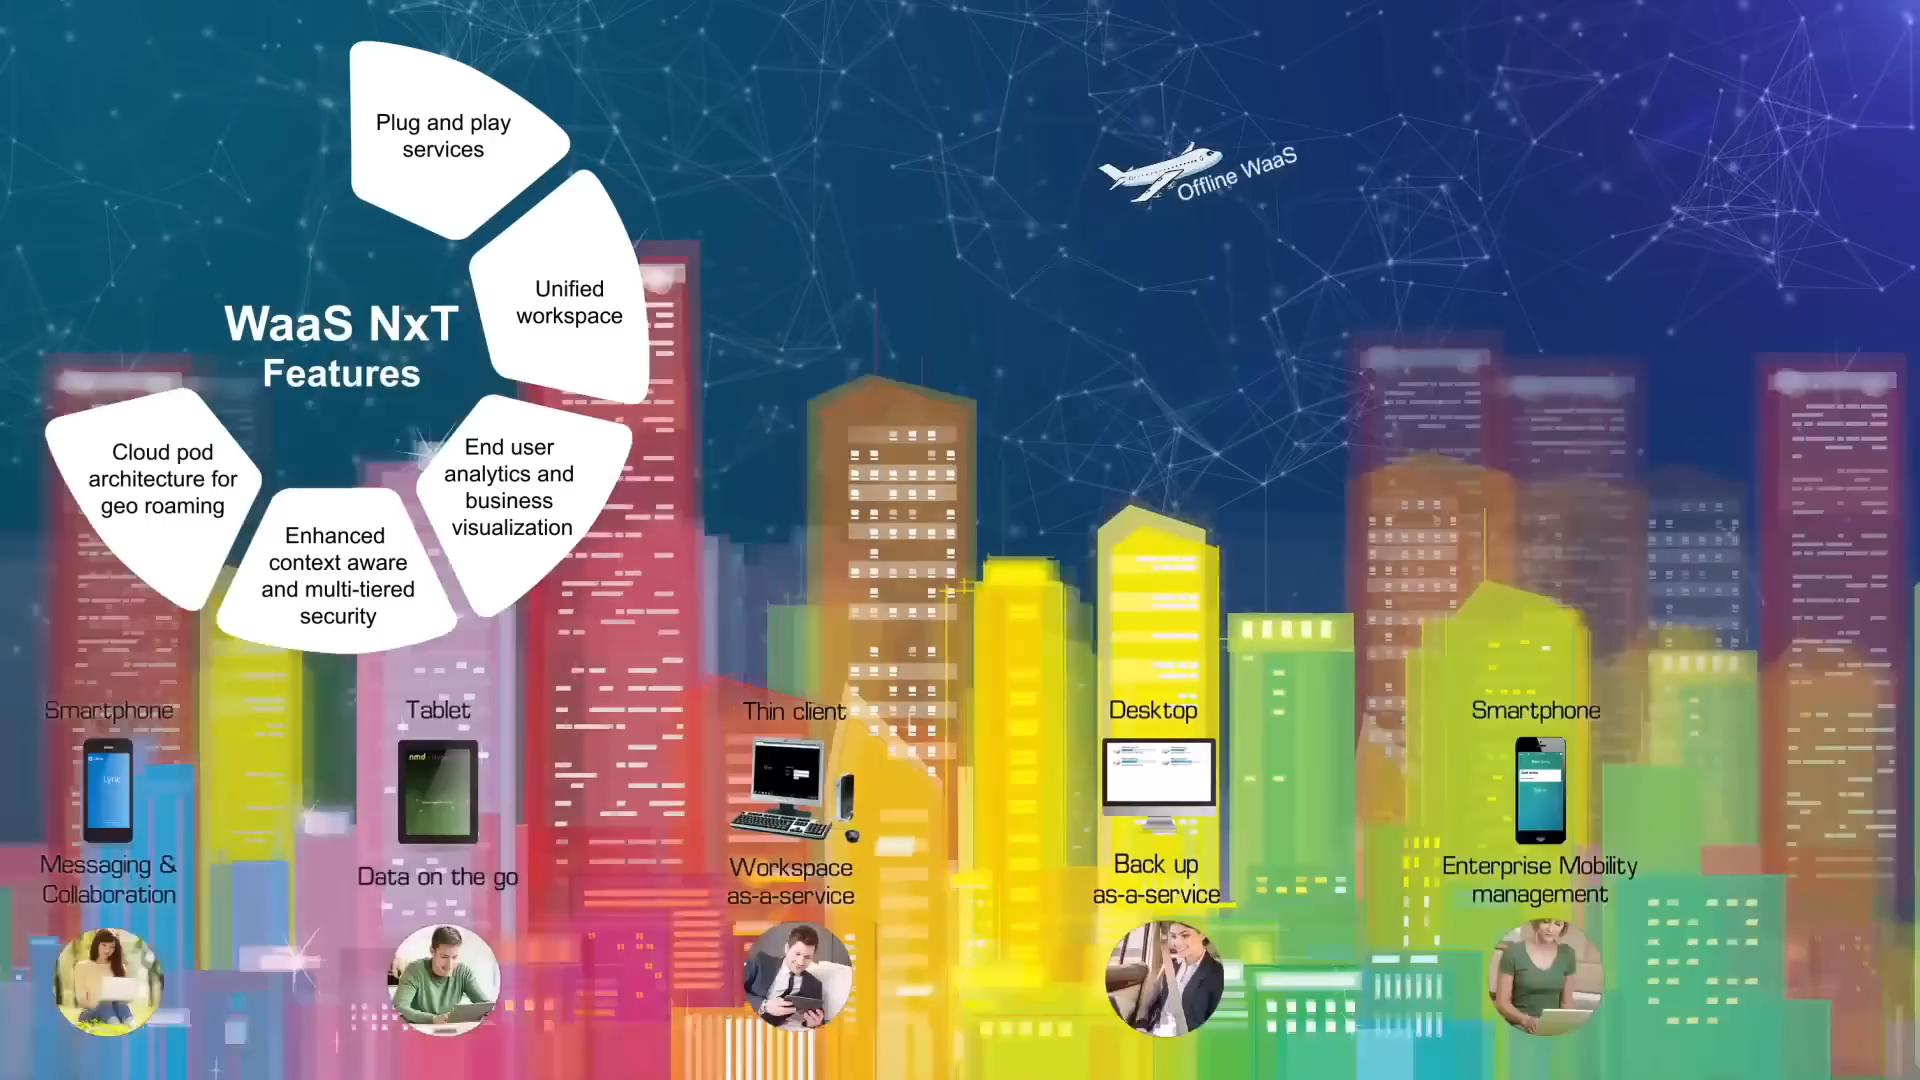 Plug and play
services
Offline WaaS
Unified
workspace
WaaS NxT
Features
End user
analytics and
business
visualization
Cloud pod
architecture for
geo roaming
Enhanced
context aware
and multi-tiered
security
Smartphone
Tablet
Thin client
Desktop
Smartphone
Lync
nmd
Messaging &
Collaboration
Data on the go
Workspace
as-a-service
Back up
as-a-service
Enterprise Mobility
management